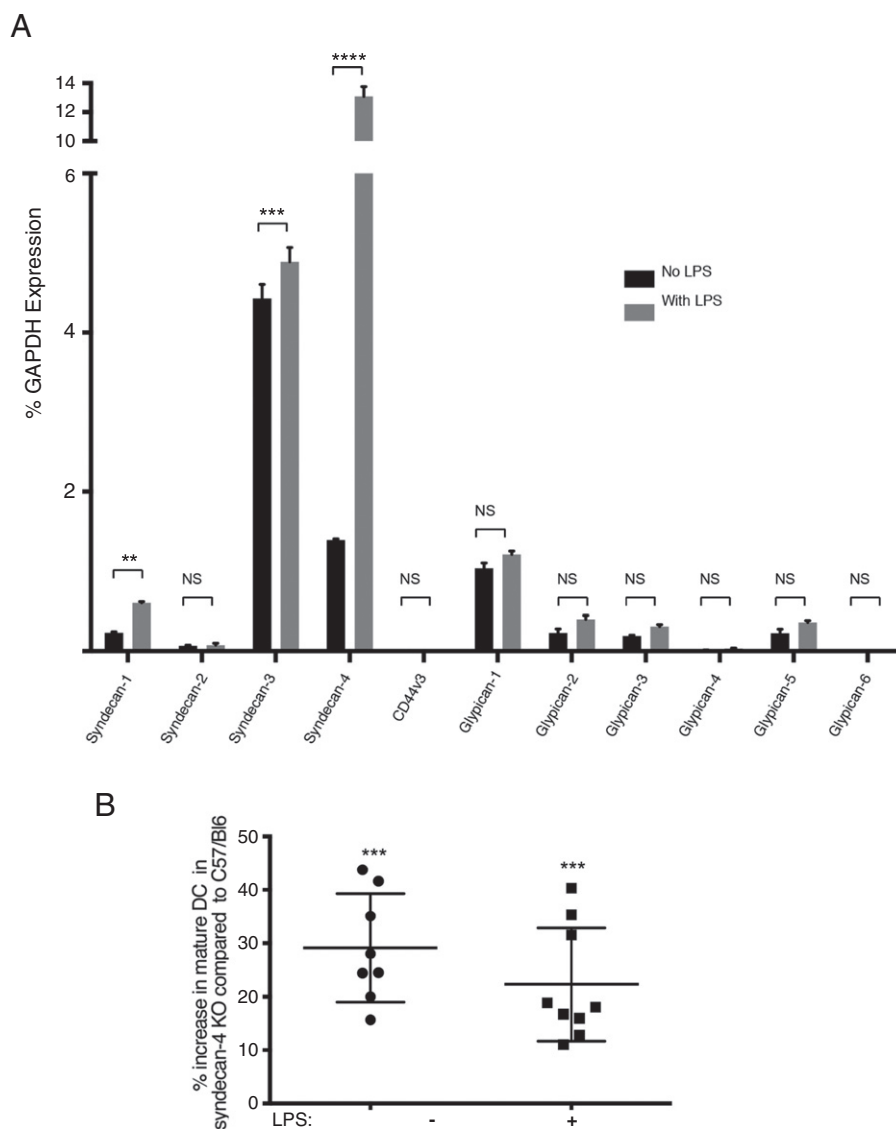 A
****
14
12
10
6
***
No LPS
With LPS
% GAPDH Expression
4
2
NS
**
NS
NS
NS
NS
NS
NS
NS
Syndecan-1
Syndecan-2
Syndecan-3
Syndecan-4
CD44v3
Glypican-1
Glypican-2
Glypican-3
Glypican-4
Glypican-5
Glypican-6
B
% increase in mature DC in
syndecan-4 KO compared to C57/Bl6
50
***
***
40
30
20
10
0
LPS: - +